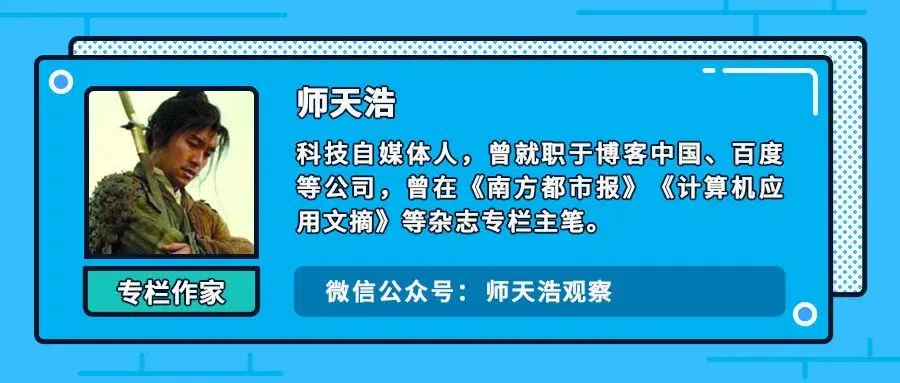 师天浩
科技自媒体人，曾就职于博客中国、百度
等公司，曾在《南方都市报》《计算机应
用文摘》等杂志专栏主笔。
专栏作家
微信公众号：师天浩观察